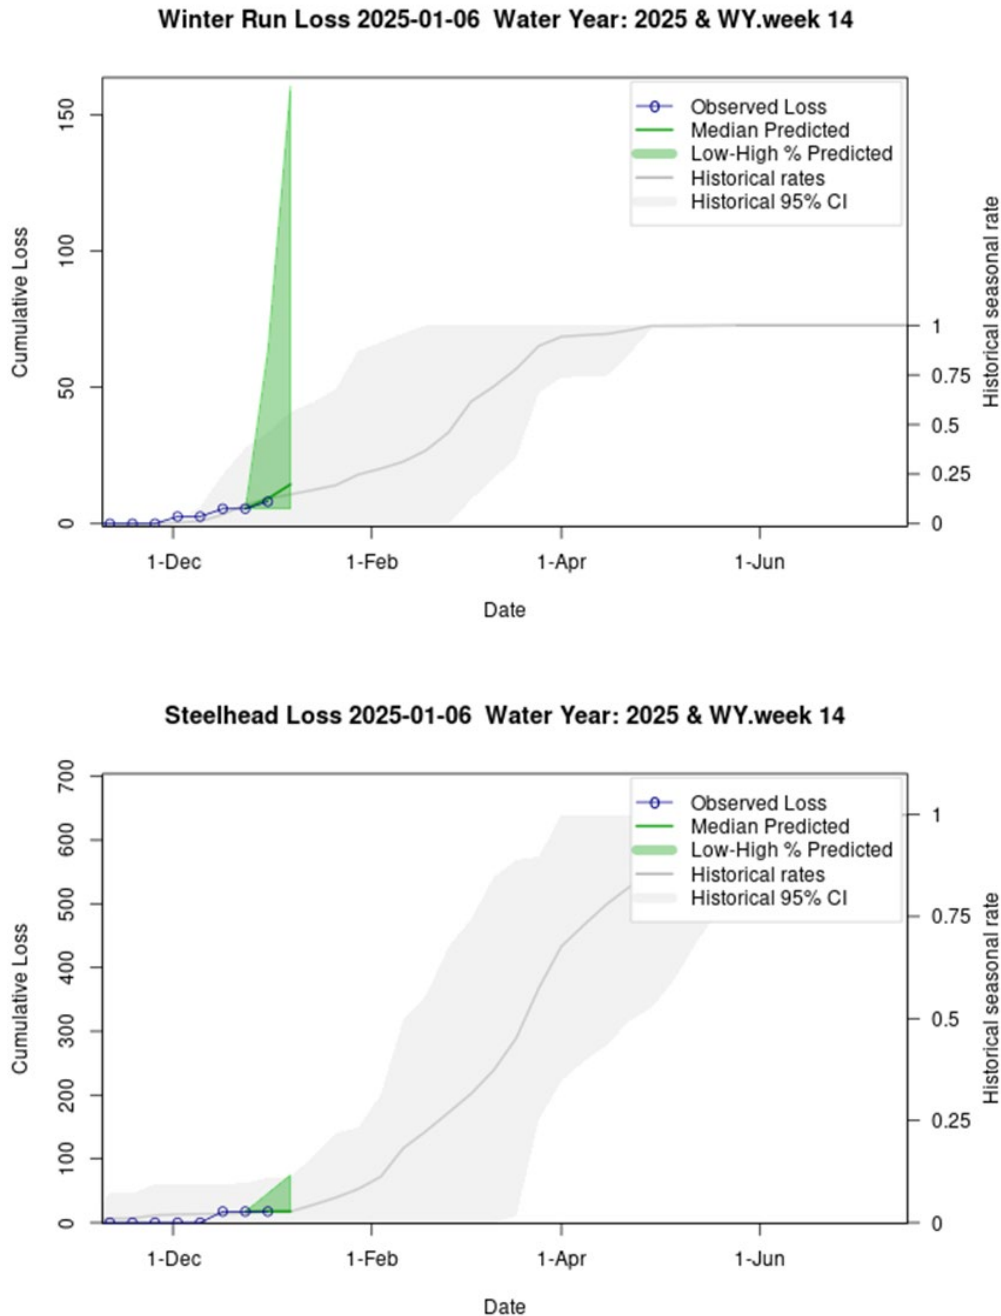 Winter Run Loss 2025-01-06 Water Year: 2025 & WY.week 14
Observed Loss
Median Predicted
Low-High % Predicted
Historical rates
Historical 95% CI
Cumulative Loss
150
100
50
0
Historical seasonal rate
1
0.75
0.5
0.25
0
1-Dec
1-Feb
1-Apr
1-Jun
Date
Steelhead Loss 2025-01-06 Water Year: 2025 & WY.week 14
Observed Loss
Median Predicted
Low-High % Predicted
Historical rates
Historical 95% CI
Cumulative Loss
700
600
500
400
300
200
100
0
Historical seasonal rate
1
0.75
0.5
0.25
0
1-Dec
1-Feb
1-Apr
1-Jun
Date